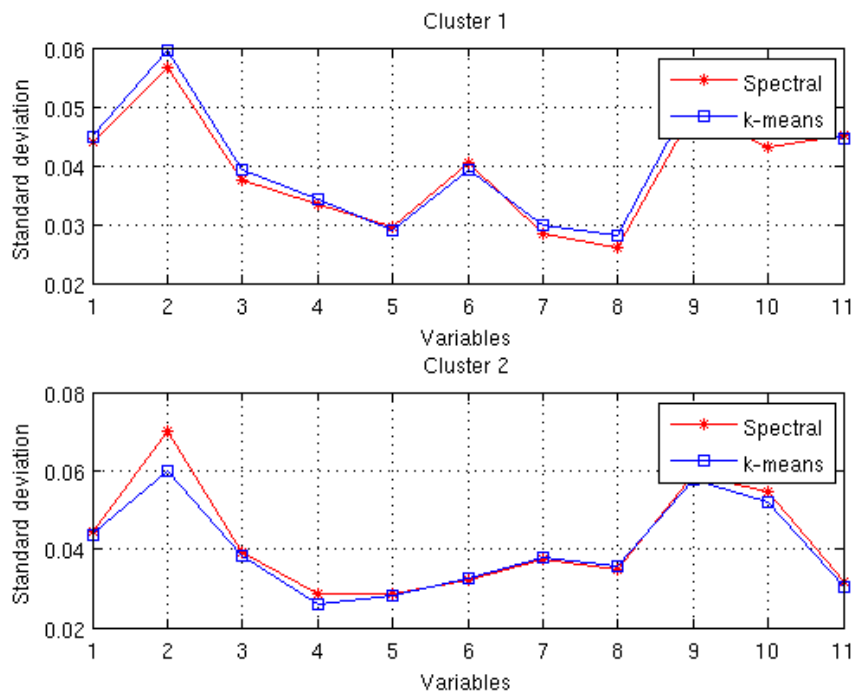 Cluster 1
Standard deviation
0.06
0.05
0.04
0.03
0.02
Spectral
k-means
1 2 3 4 5 6 7 8 9 10 11
Variables
Cluster 2
Standard deviation
0.08
0.06
0.04
0.02
Spectral
k-means
1 2 3 4 5 6 7 8 9 10 11
Variables